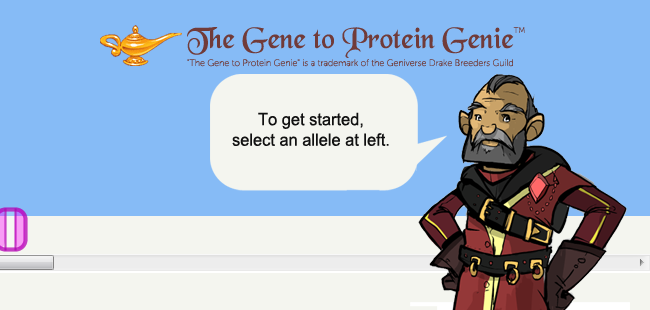 The Gene to Protein Genie™
"The Gene to Protein Genie" is a trademark of the Geniverse Drake Breeders Guild
To get started,
select an allele at left.